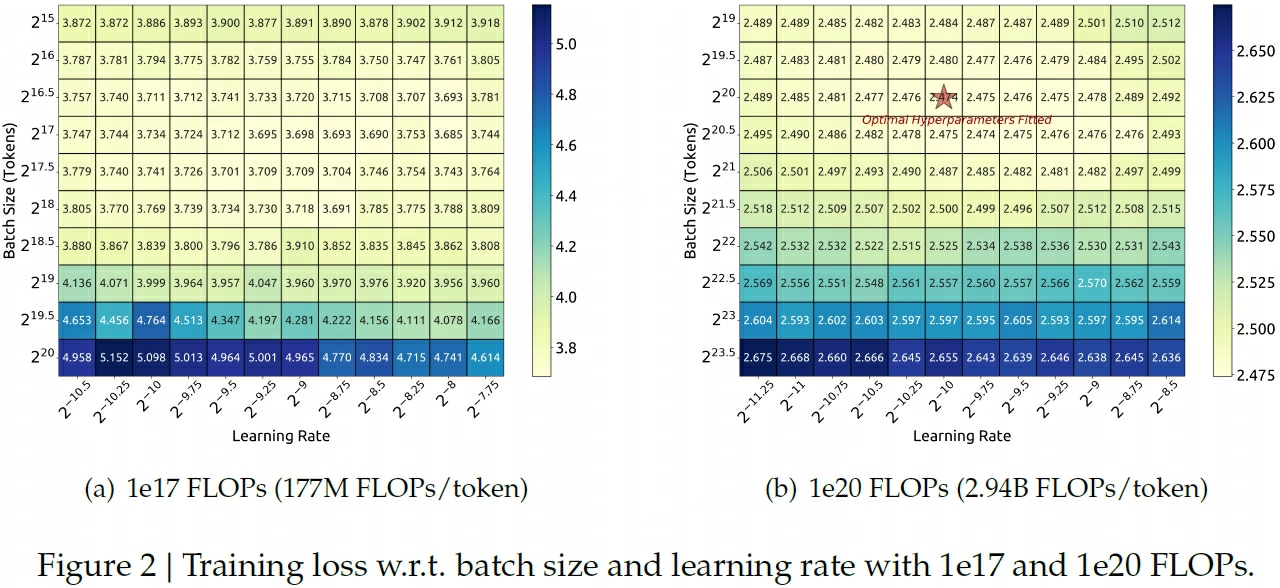 2^15 3.872 3.872 3.886 3.893 3.900 3.877 3.891 3.890 3.878 3.902 3.912 3.918
2^16 3.787 3.781 3.794 3.775 3.782 3.759 3.755 3.784 3.750 3.747 3.761 3.805
2^16.5 3.757 3.740 3.711 3.712 3.741 3.733 3.720 3.715 3.708 3.707 3.693 3.781
2^17 3.747 3.744 3.734 3.724 3.712 3.695 3.698 3.693 3.690 3.753 3.685 3.744
2^17.5 3.779 3.740 3.741 3.726 3.701 3.709 3.709 3.704 3.746 3.754 3.743 3.764
2^18 3.805 3.770 3.769 3.739 3.734 3.730 3.718 3.691 3.785 3.775 3.788 3.809
2^18.5 3.880 3.867 3.839 3.800 3.796 3.786 3.910 3.852 3.835 3.845 3.862 3.808
2^19 4.136 4.071 3.999 3.964 3.957 4.047 3.960 3.970 3.976 3.920 3.956 3.960
2^19.5 4.653 4.456 4.764 4.513 4.347 4.197 4.281 4.222 4.156 4.111 4.078 4.166
2^20 4.958 5.152 5.098 5.013 4.964 5.001 4.965 4.770 4.834 4.715 4.741 4.614
2^−10.5 2^−10.25 2^−10 2^−9.75 2^−9.5 2^−9.25 2^−9 2^−8.75 2^−8.5 2^−8.25 2^−8 2^−7.75
Batch Size (Tokens)
Learning Rate
5.0
4.8
4.6
4.4
4.2
4.0
3.8
(a) 1e17 FLOPs (177M FLOPs/token)
2^19 2.489 2.489 2.485 2.482 2.483 2.484 2.487 2.487 2.489 2.501 2.510 2.512
2^19.5 2.487 2.483 2.481 2.480 2.479 2.480 2.477 2.476 2.479 2.484 2.495 2.502
2^20 2.489 2.485 2.481 2.477 2.476 2.474 2.475 2.476 2.475 2.478 2.489 2.492
Optimal Hyperparameters Fitted
2^20.5 2.495 2.490 2.486 2.482 2.478 2.475 2.474 2.475 2.476 2.476 2.476 2.493
2^21 2.506 2.501 2.497 2.493 2.490 2.487 2.485 2.482 2.481 2.482 2.497 2.499
2^21.5 2.518 2.512 2.509 2.507 2.502 2.500 2.499 2.496 2.507 2.512 2.508 2.515
2^22 2.542 2.532 2.532 2.522 2.515 2.525 2.534 2.538 2.536 2.530 2.531 2.543
2^22.5 2.569 2.556 2.551 2.548 2.561 2.557 2.560 2.557 2.566 2.570 2.562 2.559
2^23 2.604 2.593 2.602 2.603 2.597 2.597 2.595 2.605 2.593 2.597 2.595 2.614
2^23.5 2.675 2.668 2.660 2.666 2.645 2.655 2.643 2.639 2.646 2.638 2.645 2.636
2^−11.25 2^−11 2^−10.75 2^−10.5 2^−10.25 2^−10 2^−9.75 2^−9.5 2^−9.25 2^−9 2^−8.75 2^−8.5
Batch Size (Tokens)
Learning Rate
2.650
2.625
2.600
2.575
2.550
2.525
2.500
2.475
(b) 1e20 FLOPs (2.94B FLOPs/token)
Figure 2 | Training loss w.r.t. batch size and learning rate with 1e17 and 1e20 FLOPs.